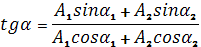 tgα = (A₁sinα₁ + A₂sinα₂) / (A₁cosα₁ + A₂cosα₂)